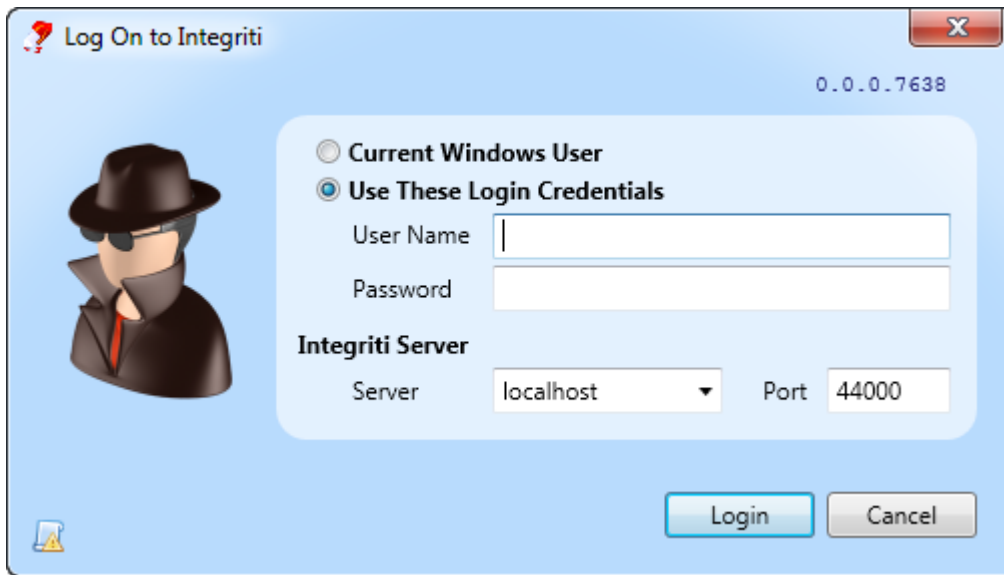 Log On to Integriti
0.0.0.7638
Current Windows User
Use These Login Credentials
User Name
Password
Integriti Server
Server localhost Port 44000
Login Cancel